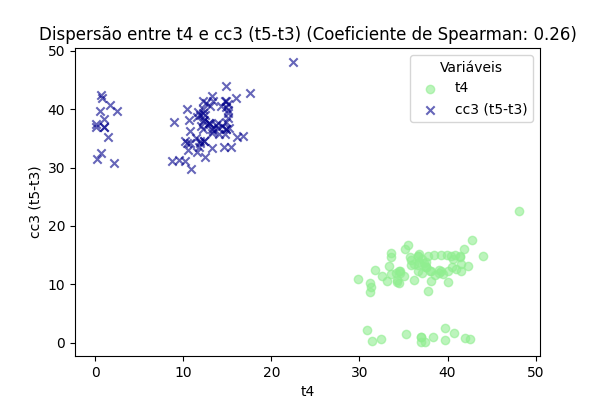 Dispersão entre t4 e cc3 (t5-t3) (Coeficiente de Spearman: 0.26)
50
40
30
20
10
0
cc3 (t5-t3)
Variáveis
t4
cc3 (t5-t3)
0 10 20 30 40 50
t4